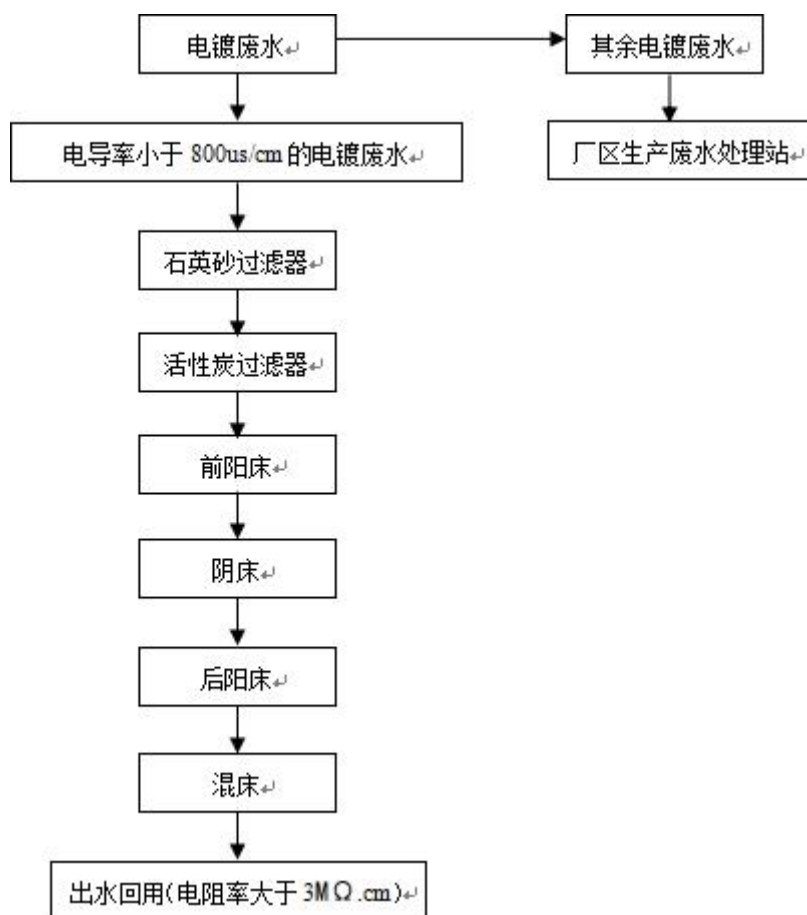 电镀废水
其余电镀废水
电导率小于 800us/cm 的电镀废水
厂区生产废水处理站
石英砂过滤器
活性炭过滤器
前阳床
阴床
后阳床
混床
出水回用(电阻率大于 3MΩ.cm)